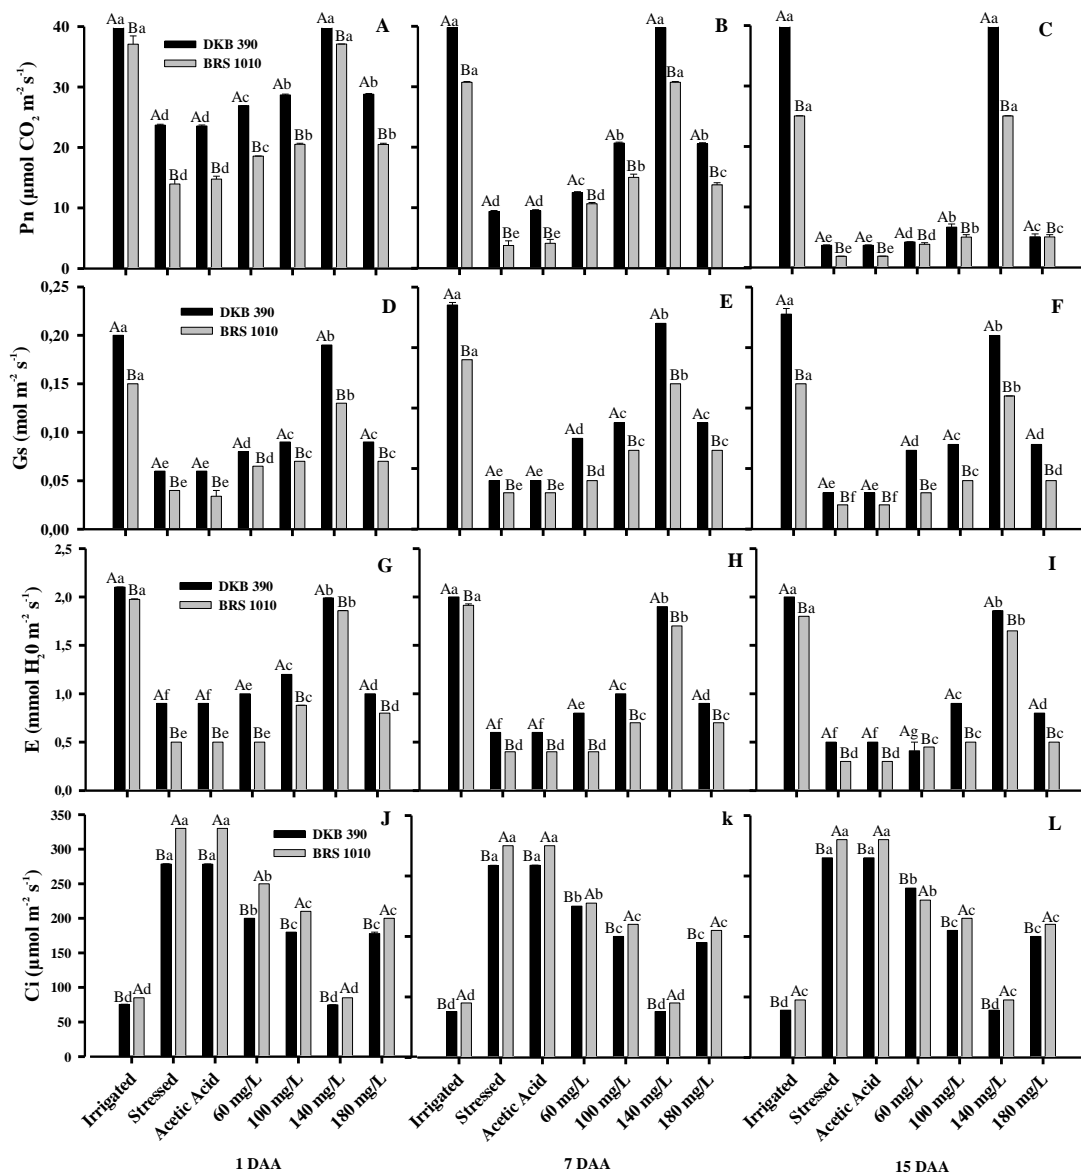 Pn (µmol CO₂ m⁻² s⁻¹)
40
30
20
10
0
A
DKB 390
BRS 1010
Aa Ba Ad Bd Ad Bd Ac Bc Ab Bb Aa Ba Ab Bb
B
Aa Ba Ad Be Ad Be Ac Bd Ab Bb Aa Ba Ab Bc
C
Aa Ba Ae Be Ae Be Ad Bd Ab Bb Aa Ba Ac Bc
Gs (mol m⁻² s⁻¹)
0,25
0,20
0,15
0,10
0,05
0,00
D
DKB 390
BRS 1010
Aa Ba Ae Be Ae Be Ad Bd Ac Bc Ab Bb Ac Bc
E
Aa Ba Ae Be Ae Be Ad Be Ac Bc Ab Bb Ac Bc
F
Aa Ba Ae Bf Ae Bf Ad Be Ac Bc Ab Bb Ad Bd
E (mmol H₂0 m⁻² s⁻¹)
2,5
2,0
1,5
1,0
0,5
0,0
G
DKB 390
BRS 1010
Aa Ba Af Be Af Be Ae Be Ac Bc Ab Bb Ad Bd
H
Aa Ba Af Bd Af Bd Ae Bd Ac Bc Ab Bb Ad Bc
I
Aa Ba Af Bd Af Bd Ag Bc Ac Bc Ab Bb Ad Bc
Ci (µmol m⁻² s⁻¹)
350
300
250
200
150
100
50
0
J
DKB 390
BRS 1010
Bd Ad Ba Aa Ba Aa Bb Ab Bc Ac Bd Ad Bc Ac
k
Bd Ad Ba Aa Ba Aa Bb Ab Bc Ac Bd Ad Bc Ac
L
Bd Ac Ba Aa Ba Aa Bb Ab Bc Ac Bd Ac Bc Ac
Irrigated Stressed Acetic Acid 60 mg/L 100 mg/L 140 mg/L 180 mg/L
Irrigated Stressed Acetic Acid 60 mg/L 100 mg/L 140 mg/L 180 mg/L
Irrigated Stressed Acetic Acid 60 mg/L 100 mg/L 140 mg/L 180 mg/L
1 DAA
7 DAA
15 DAA